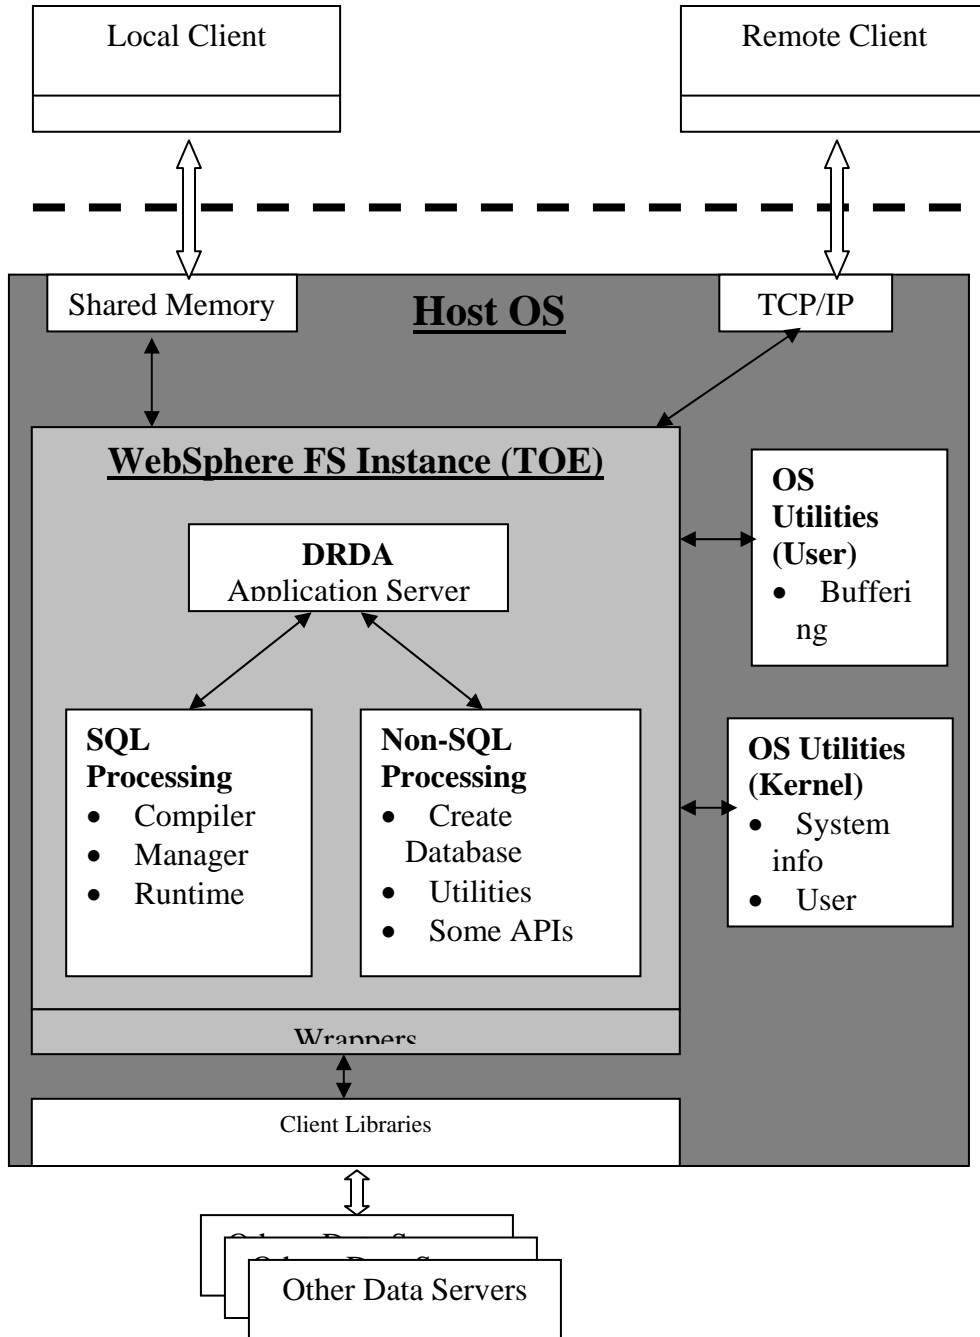 Local Client
Remote Client
Shared Memory
Host OS
TCP/IP
WebSphere FS Instance (TOE)
OS
Utilities
(User)
• Bufferi
ng
DRDA
Application Server
SQL
Processing
• Compiler
• Manager
• Runtime
Non-SQL
Processing
• Create
Database
• Utilities
• Some APIs
OS Utilities
(Kernel)
• System
info
• User
Wrappers
Client Libraries
Other Data Servers